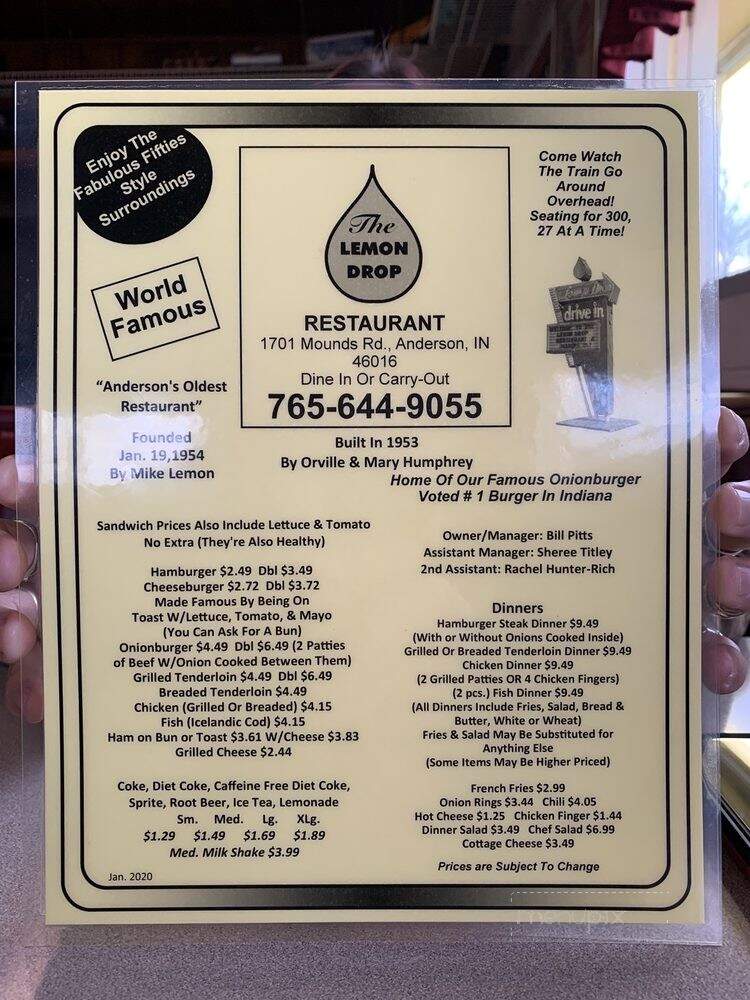 Enjoy The
Fabulous Fifties
Style
Surroundings
World
Famous
"Anderson's Oldest
Restaurant"
Founded
Jan. 19,1954
By Mike Lemon
The
LEMON
DROP
RESTAURANT
1701 Mounds Rd., Anderson, IN
46016
Dine In Or Carry-Out
765-644-9055
Built In 1953
By Orville & Mary Humphrey
Come Watch
The Train Go
Around
Overhead!
Seating for 300,
27 At A Time!
drive in
Home Of Our Famous Onionburger
Voted # 1 Burger In Indiana
Sandwich Prices Also Include Lettuce & Tomato
No Extra (They're Also Healthy)
Hamburger $2.49 Dbl $3.49
Cheeseburger $2.72 Dbl $3.72
Made Famous By Being On
Toast W/Lettuce, Tomato, & Mayo
(You Can Ask For A Bun)
Onionburger $4.49 Dbl $6.49 (2 Patties
of Beef W/Onion Cooked Between Them)
Grilled Tenderloin $4.49 Dbl $6.49
Breaded Tenderloin $4.49
Chicken (Grilled Or Breaded) $4.15
Fish (Icelandic Cod) $4.15
Ham on Bun or Toast $3.61 W/Cheese $3.83
Grilled Cheese $2.44
Coke, Diet Coke, Caffeine Free Diet Coke,
Sprite, Root Beer, Ice Tea, Lemonade
Sm. Med. Lg. XLg.
$1.29 $1.49 $1.69 $1.89
Med. Milk Shake $3.99
Jan. 2020
Owner/Manager: Bill Pitts
Assistant Manager: Sheree Titley
2nd Assistant: Rachel Hunter-Rich
Dinners
Hamburger Steak Dinner $9.49
(With or Without Onions Cooked Inside)
Grilled Or Breaded Tenderloin Dinner $9.49
Chicken Dinner $9.49
(2 Grilled Patties OR 4 Chicken Fingers)
(2 pcs.) Fish Dinner $9.49
(All Dinners Include Fries, Salad, Bread &
Butter, White or Wheat)
Fries & Salad May Be Substituted for
Anything Else
(Some Items May Be Higher Priced)
French Fries $2.99
Onion Rings $3.44 Chili $4.05
Hot Cheese $1.25 Chicken Finger $1.44
Dinner Salad $3.49 Chef Salad $6.99
Cottage Cheese $3.49
Prices are Subject To Change
menupix